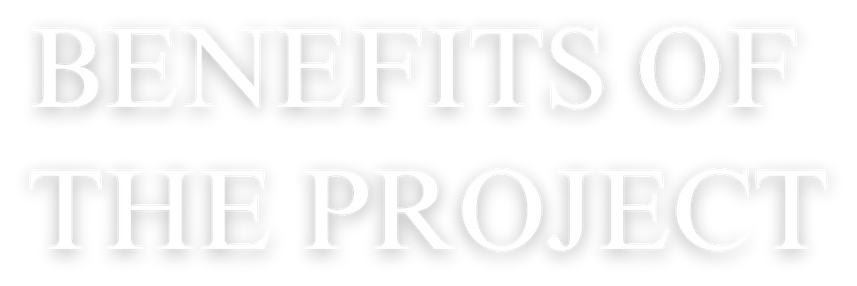 BENEFITS OF
THE PROJECT